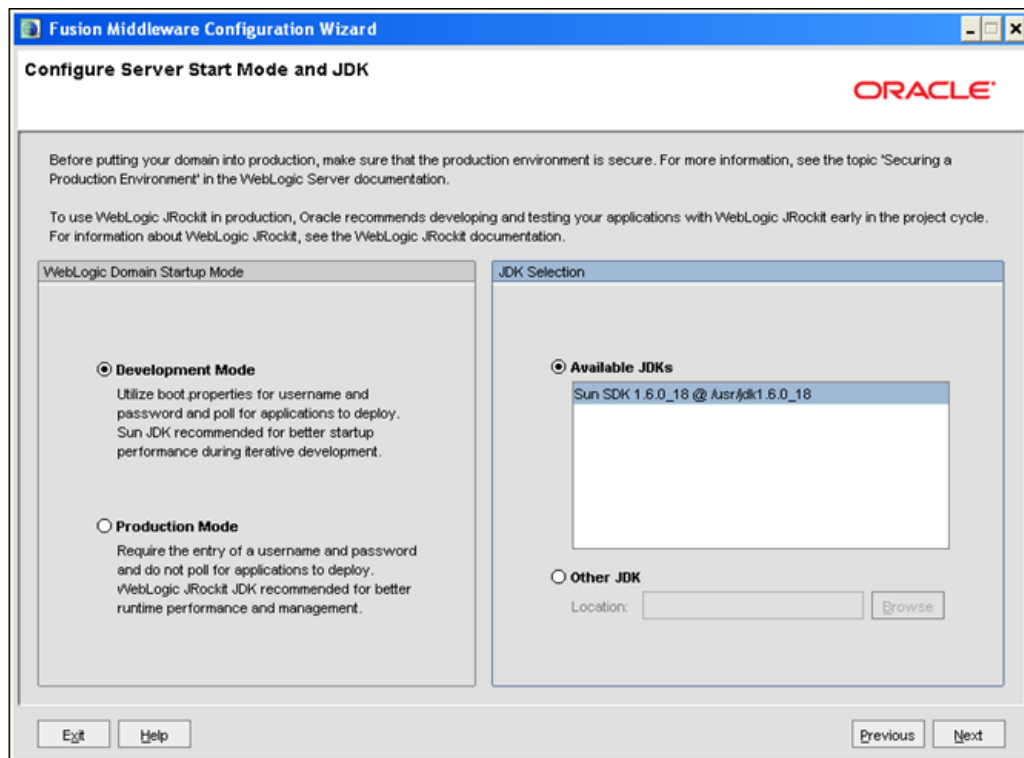 Fusion Middleware Configuration Wizard
Configure Server Start Mode and JDK
ORACLE
Before putting your domain into production, make sure that the production environment is secure. For more information, see the topic 'Securing a
Production Environment' in the WebLogic Server documentation.
To use WebLogic JRockit in production, Oracle recommends developing and testing your applications with WebLogic JRockit early in the project cycle.
For information about WebLogic JRockit, see the WebLogic JRockit documentation.
WebLogic Domain Startup Mode
Development Mode
Utilize boot.properties for username and
password and poll for applications to deploy.
Sun JDK recommended for better startup
performance during iterative development.
Production Mode
Require the entry of a username and password
and do not poll for applications to deploy.
WebLogic JRockit JDK recommended for better
runtime performance and management.
JDK Selection
Available JDKs
Sun SDK 1.6.0_18 @ /usr/jdk1.6.0_18
Other JDK
Location:
Browse
Exit
Help
Previous
Next